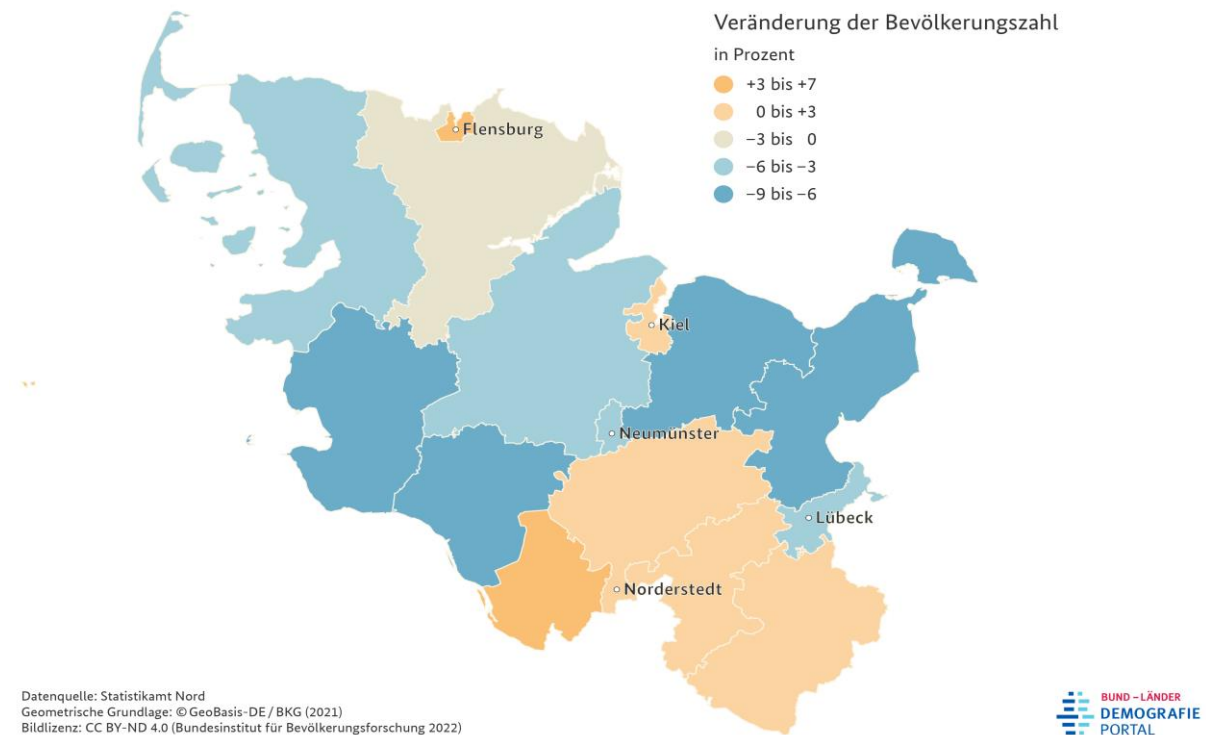 Veränderung der Bevölkerungszahl
in Prozent
+3 bis +7
0 bis +3
−3 bis 0
−6 bis −3
−9 bis −6
Flensburg
Kiel
Neumünster
Lübeck
Norderstedt
Datenquelle: Statistikamt Nord
Geometrische Grundlage: © GeoBasis-DE / BKG (2021)
Bildlizenz: CC BY-ND 4.0 (Bundesinstitut für Bevölkerungsforschung 2022)
BUND – LÄNDER
DEMOGRAFIE
PORTAL